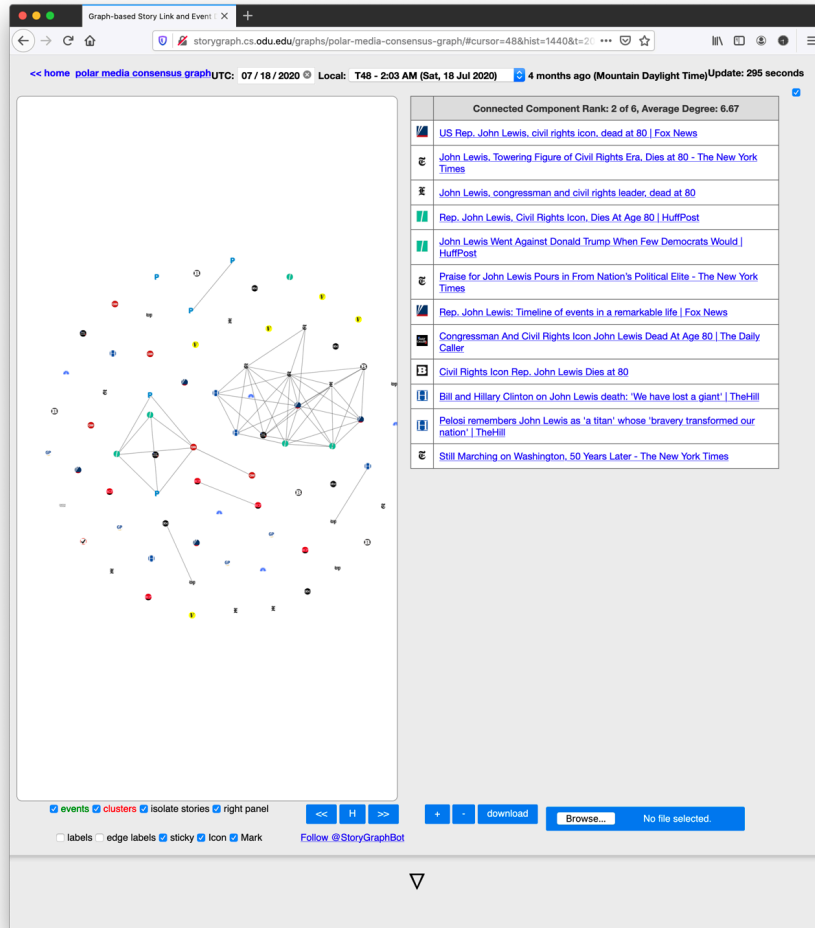 Graph-based Story Link and Event
storygraph.cs.odu.edu/graphs/polar-media-consensus-graph/#cursor=48&hist=1440&t=20
<< home polar media consensus graph UTC: 07 / 18 / 2020 Local: T48 - 2:03 AM (Sat, 18 Jul 2020) 4 months ago (Mountain Daylight Time) Update: 295 seconds
Connected Component Rank: 2 of 6, Average Degree: 6.67
US Rep. John Lewis, civil rights icon, dead at 80 | Fox News
John Lewis, Towering Figure of Civil Rights Era, Dies at 80 - The New York
Times
John Lewis, congressman and civil rights leader, dead at 80
Rep. John Lewis, Civil Rights Icon, Dies At Age 80 | HuffPost
John Lewis Went Against Donald Trump When Few Democrats Would |
HuffPost
Praise for John Lewis Pours in From Nation's Political Elite - The New York
Times
Rep. John Lewis: Timeline of events in a remarkable life | Fox News
Congressman And Civil Rights Icon John Lewis Dead At Age 80 | The Daily
Caller
Civil Rights Icon Rep. John Lewis Dies at 80
Bill and Hillary Clinton on John Lewis death: 'We have lost a giant' | TheHill
Pelosi remembers John Lewis as 'a titan' whose 'bravery transformed our
nation' | TheHill
Still Marching on Washington, 50 Years Later - The New York Times
events clusters isolate stories right panel
<< H >>
+ - download
Browse... No file selected.
labels edge labels sticky Icon Mark
Follow @StoryGraphBot